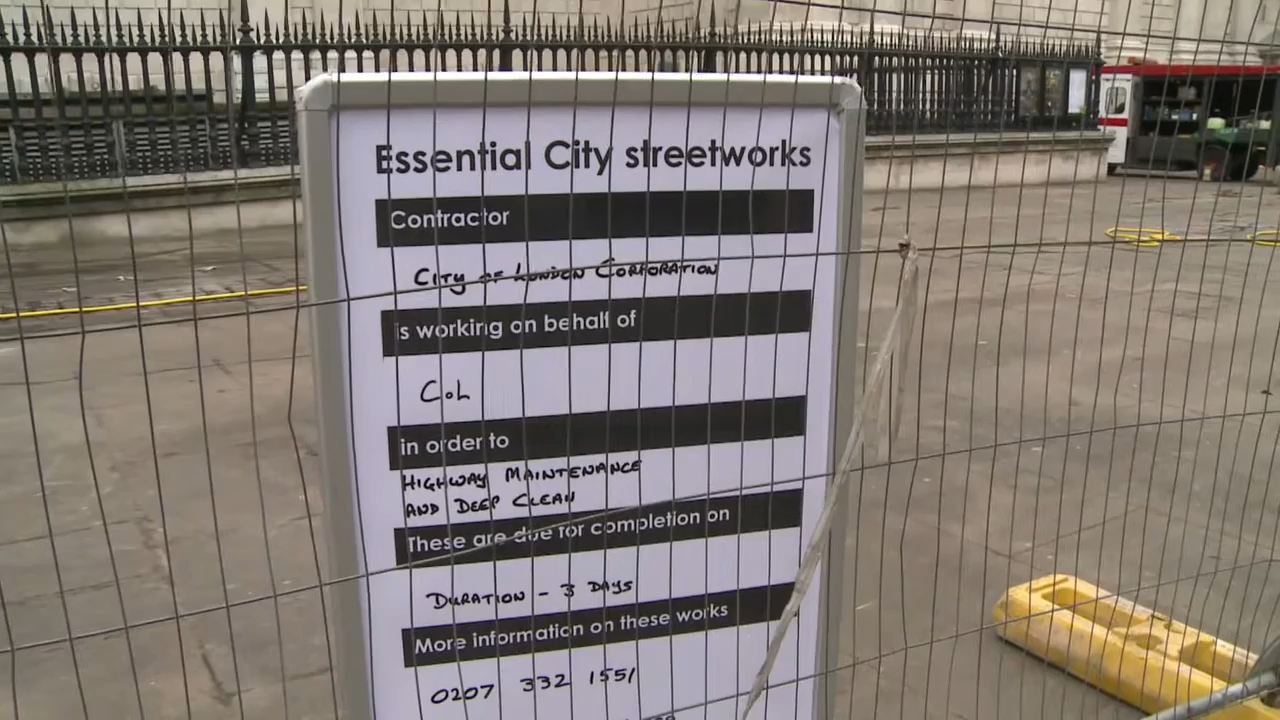 Essential City streetworks
Contractor
CITY OF LONDON CORPORATION
is working on behalf of
CoL
in order to
HIGHWAY MAINTENANCE
AND DEEP CLEAN
These are due for completion on
DURATION - 3 DAYS
More information on these works
0207 332 1551